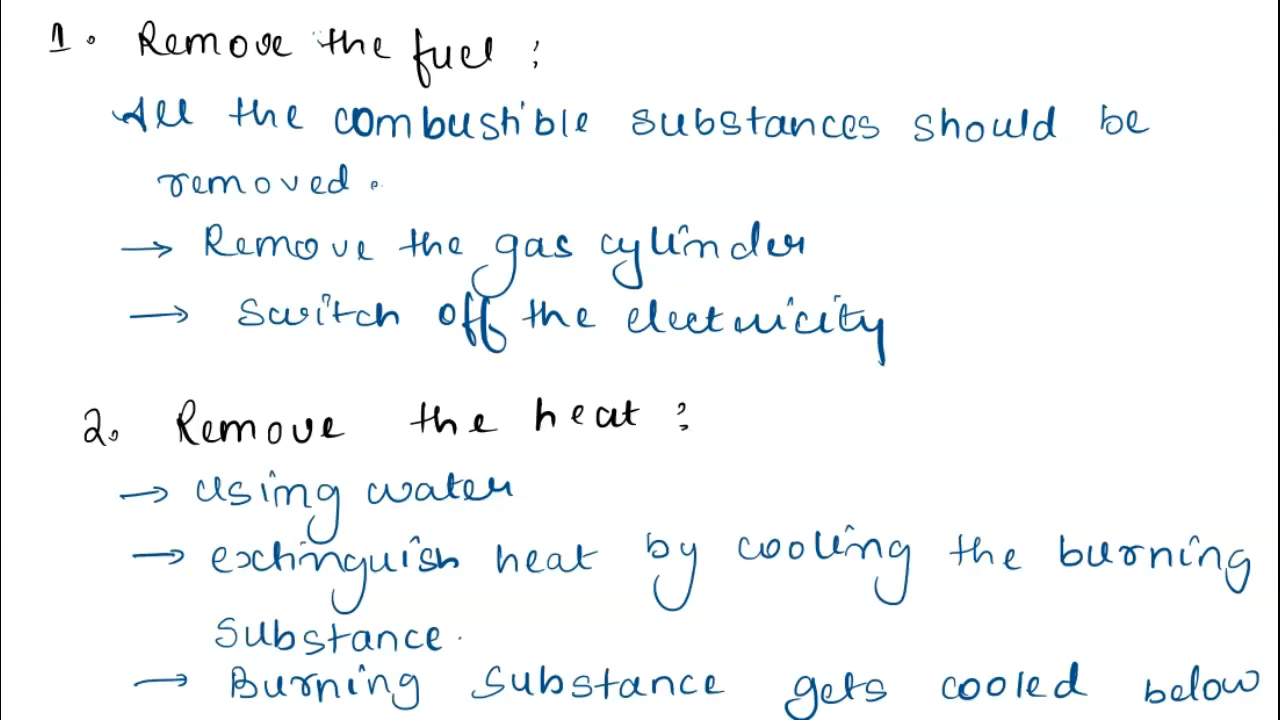 1. Remove the fuel :
All the combustible substances should be
removed.
→ Remove the gas cylinder
→ Switch off the electricity
2. Remove the heat :
→ using water
→ extinguish heat by cooling the burning
substance.
→ Burning substance gets cooled below